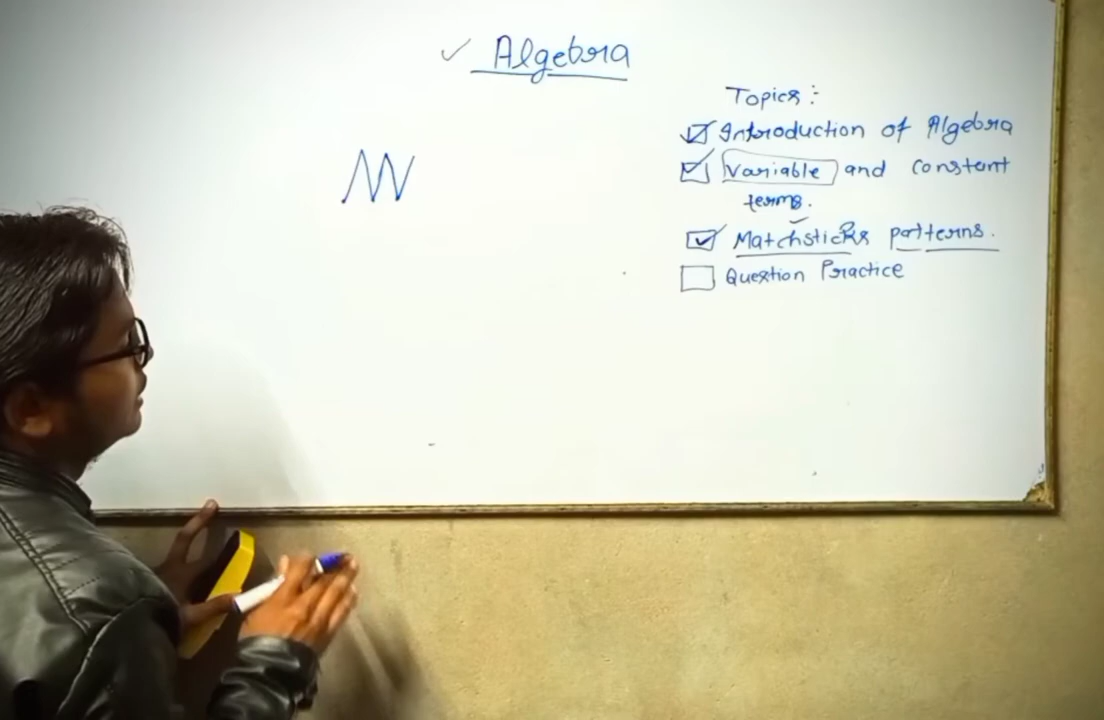 Algebra
Topics :-
Introduction of Algebra
Variable and constant
terms.
Matchsticks patterns.
Question Practice